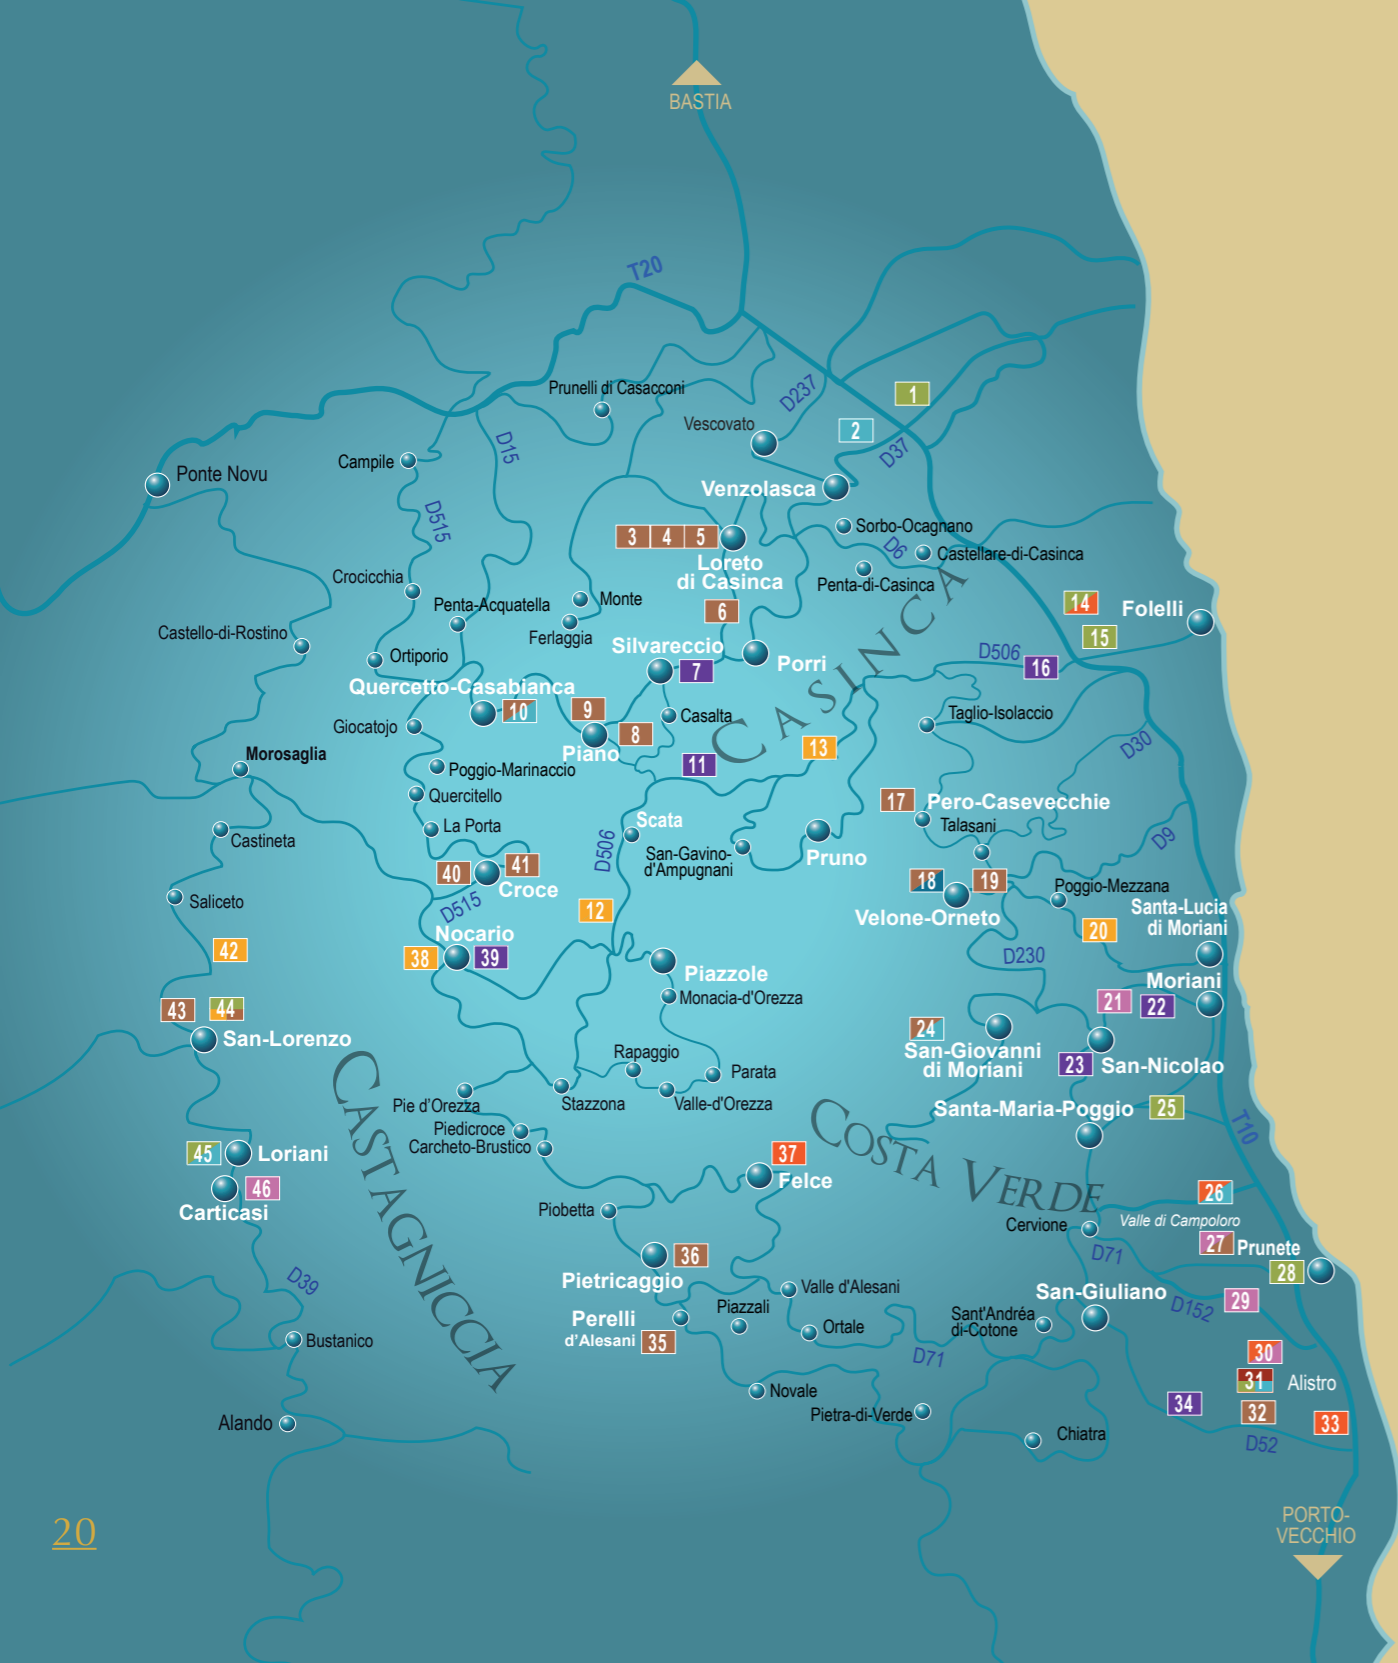 BASTIA
T20
Prunelli di Casacconi
D237
1
Vescovato
2
D15
D37
Campile
Ponte Novu
Venzolasca
D515
Sorbo-Ocagnano
3 4 5
D6
Castellare-di-Casinca
Loreto
di Casinca
Crocicchia
Penta-di-Casinca
Penta-Acquatella
Monte
6
14
Folelli
Castello-di-Rostino
Ferlaggia
15
Silvareccio
Ortiporio
7
Porri
D506
16
CASINCA
Quercetto-Casabianca
10
9
Casalta
Taglio-Isolaccio
Giocatojo
8
Piano
13
D30
Morosaglia
11
Poggio-Marinaccio
Quercitello
17
Pero-Casevecchie
La Porta
Scata
Talasani
Castineta
D506
San-Gavino-
d'Ampugnani
Pruno
D9
40
41
Croce
18
19
Poggio-Mezzana
Saliceto
D515
12
Velone-Orneto
Santa-Lucia
di Moriani
Nocario
20
42
38
39
D230
Piazzole
Moriani
Monacia-d'Orezza
21
22
43
44
San-Lorenzo
24
San-Giovanni
di Moriani
23
San-Nicolao
Rapaggio
Parata
CASTAGNICCIA
Pie d'Orezza
Stazzona
Valle-d'Orezza
Santa-Maria-Poggio
25
Piedicroce
Carcheto-Brustico
COSTA VERDE
T10
45
Loriani
37
Felce
46
Carticasi
26
Piobetta
Cervione
Valle di Campoloro
27
Prunete
36
D71
28
Pietricaggio
D39
Valle d'Alesani
San-Giuliano
29
D152
Piazzali
Perelli
d'Alesani
35
Ortale
Sant'Andréa
di-Cotone
Bustanico
D71
30
31
Alistro
Novale
34
32
Pietra-di-Verde
33
Alando
Chiatra
D52
PORTO-
VECCHIO
20